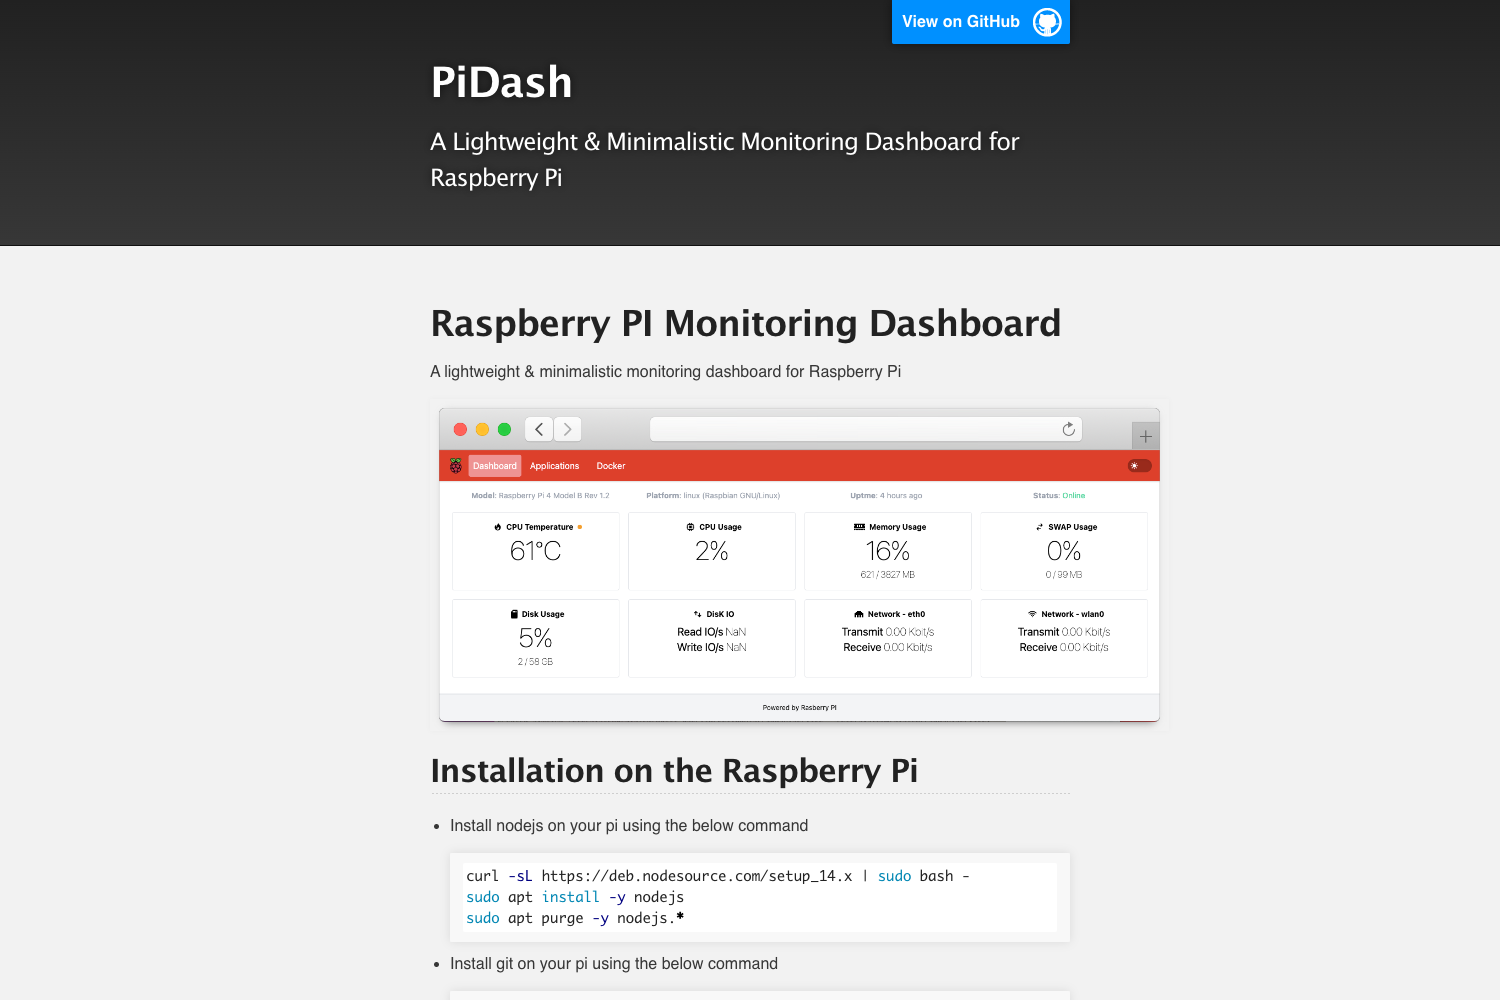 View on GitHub
PiDash
A Lightweight & Minimalistic Monitoring Dashboard for
Raspberry Pi
Raspberry PI Monitoring Dashboard
A lightweight & minimalistic monitoring dashboard for Raspberry Pi
Dashboard Applications Docker
Model: Raspberry Pi 4 Model B Rev 1.2 Platform: linux (Raspbian GNU/Linux) Uptme: 4 hours ago Status: Online
CPU Temperature CPU Usage Memory Usage SWAP Usage
61°C 2% 16% 0%
621 / 3827 MB 0 / 99 MB
Disk Usage DisK IO Network - eth0 Network - wlan0
5% Read IO/s NaN Transmit 0.00 Kbit/s Transmit 0.00 Kbit/s
Write IO/s NaN Receive 0.00 Kbit/s Receive 0.00 Kbit/s
2 / 58 GB
Powered by Rasberry PI
Installation on the Raspberry Pi
• Install nodejs on your pi using the below command
curl -sL https://deb.nodesource.com/setup_14.x | sudo bash -
sudo apt install -y nodejs
sudo apt purge -y nodejs.*
• Install git on your pi using the below command